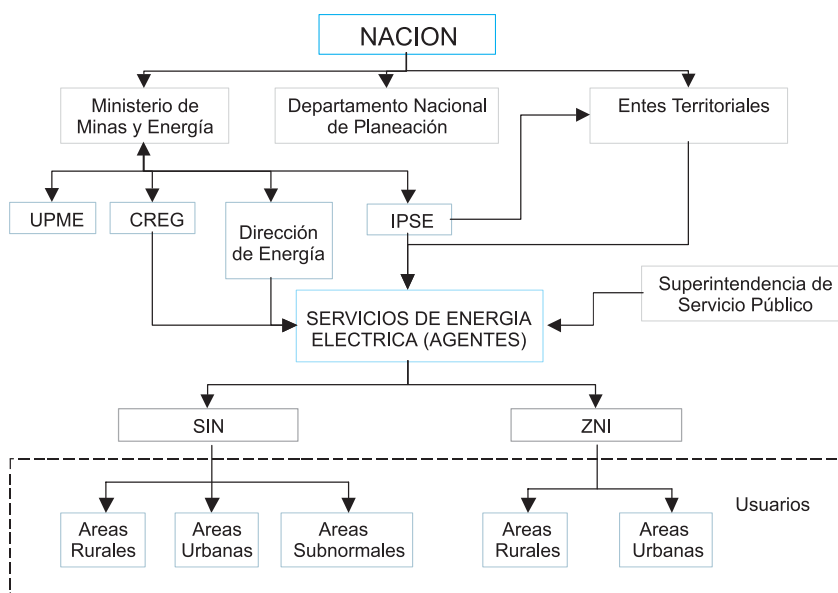 NACION
Ministerio de
Minas y Energía
Departamento Nacional
de Planeación
Entes Territoriales
UPME
CREG
Dirección
de Energía
IPSE
Superintendencia de
Servicio Público
SERVICIOS DE ENERGIA
ELECTRICA (AGENTES)
SIN
ZNI
Usuarios
Areas
Rurales
Areas
Urbanas
Areas
Subnormales
Areas
Rurales
Areas
Urbanas